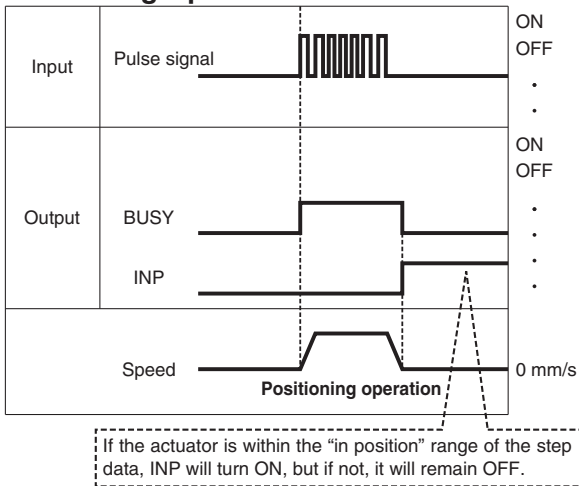 ON
Input
Pulse signal
OFF
ON
OFF
Output
BUSY
INP
Speed
0 mm/s
Positioning operation
If the actuator is within the “in position” range of the step
data, INP will turn ON, but if not, it will remain OFF.